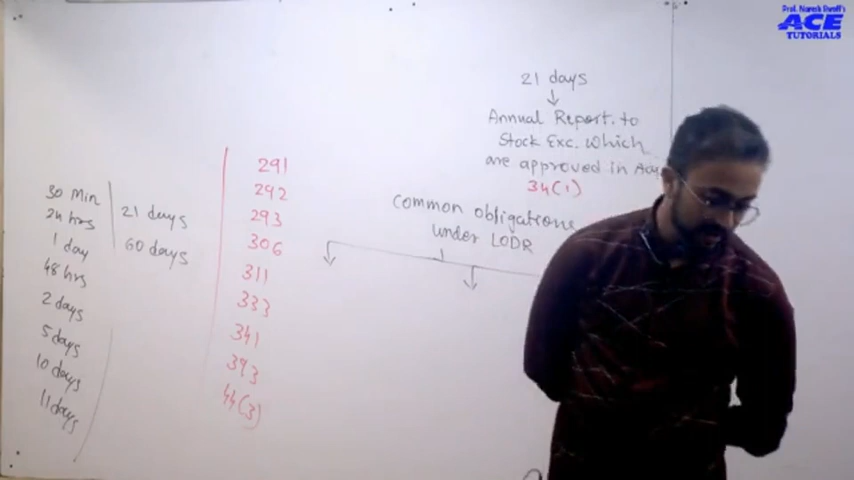 Prof. Naresh Shroff's
ACE
TUTORIALS
21 days
Annual Report to
Stock Exc. Which
are approved in
34(1)
Common obligations
under LODR
30 Min
24 hrs
1 day
48 hrs
2 days
5 days
10 days
11 days
21 days
60 days
291
292
293
306
311
333
341
393
44(3)